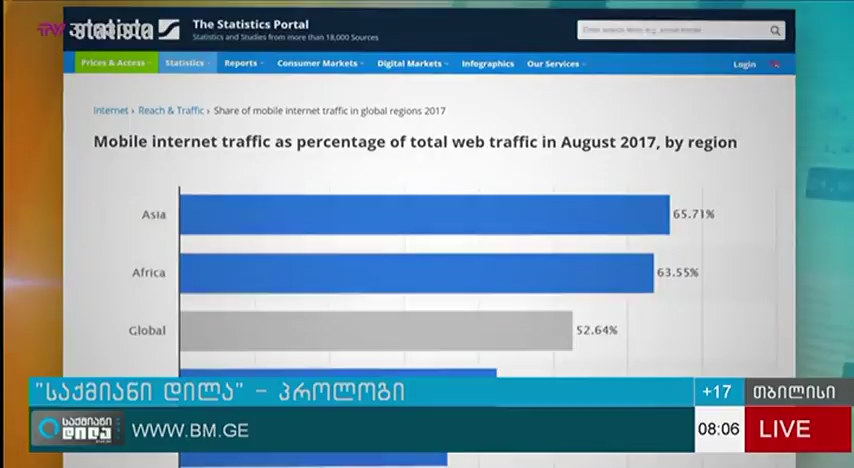 statista
The Statistics Portal
Statistics and Studies from more than 18,000 Sources
Prices & Access
Statistics
Reports
Consumer Markets
Digital Markets
Infographics
Our Services
Login
Internet › Reach & Traffic › Share of mobile internet traffic in global regions 2017
Mobile internet traffic as percentage of total web traffic in August 2017, by region
Asia
65.71%
Africa
63.55%
Global
52.64%
"საქმიანი დილა" - პროლოგი
+17
თბილისი
საქმიანი
დილა
WWW.BM.GE
08:06
LIVE